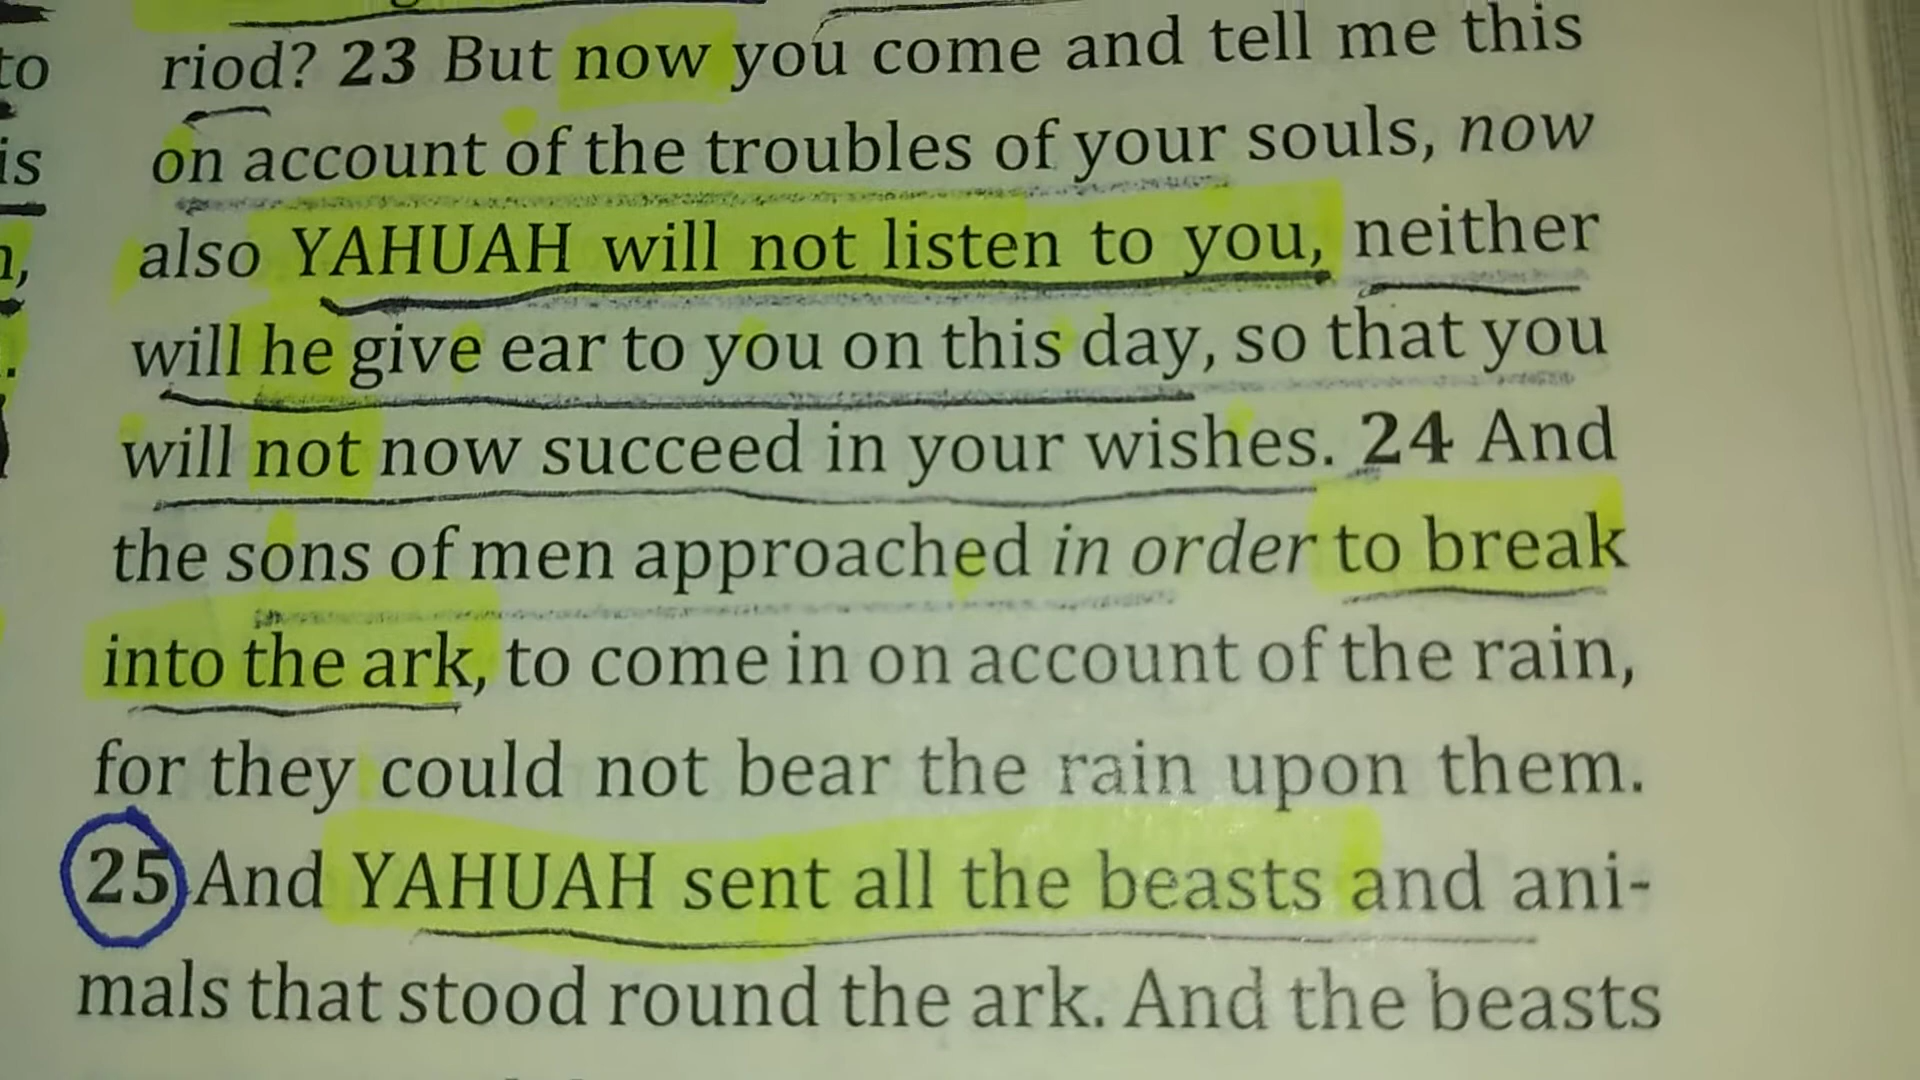 to
is
riod? 23 But now you come and tell me this
on account of the troubles of your souls, now
also YAHUAH will not listen to you, neither
will he give ear to you on this day, so that you
will not now succeed in your wishes. 24 And
the sons of men approached in order to break
into the ark, to come in on account of the rain,
for they could not bear the rain upon them.
25 And YAHUAH sent all the beasts and ani-
mals that stood round the ark. And the beasts